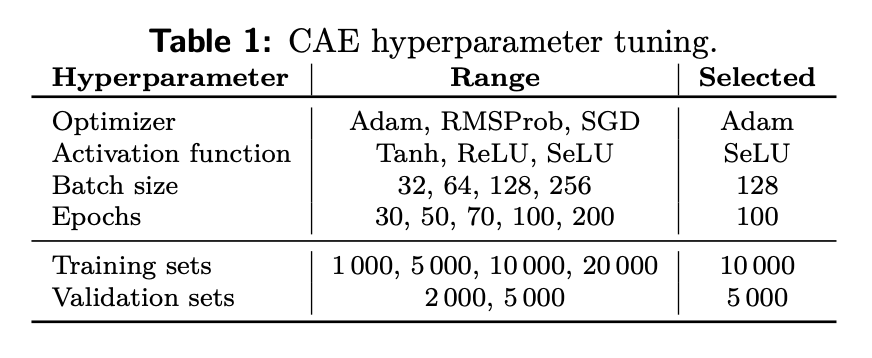 Table 1: CAE hyperparameter tuning.
Hyperparameter Range Selected
Optimizer Adam, RMSProb, SGD Adam
Activation function Tanh, ReLU, SeLU SeLU
Batch size 32, 64, 128, 256 128
Epochs 30, 50, 70, 100, 200 100
Training sets 1 000, 5 000, 10 000, 20 000 10 000
Validation sets 2 000, 5 000 5 000